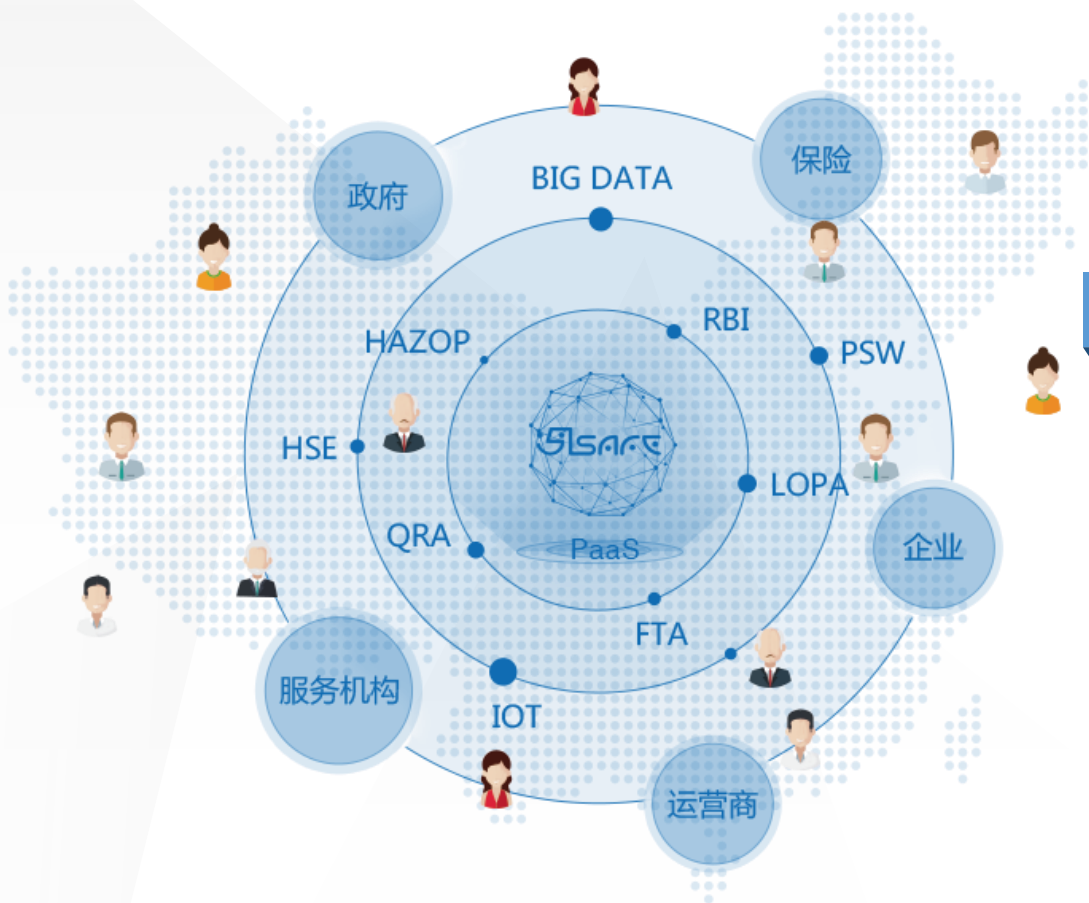 BIG DATA
保险
政府
RBI
HAZOP
PSW
51SAFE
HSE
LOPA
QRA
PaaS
企业
FTA
服务机构
IOT
运营商